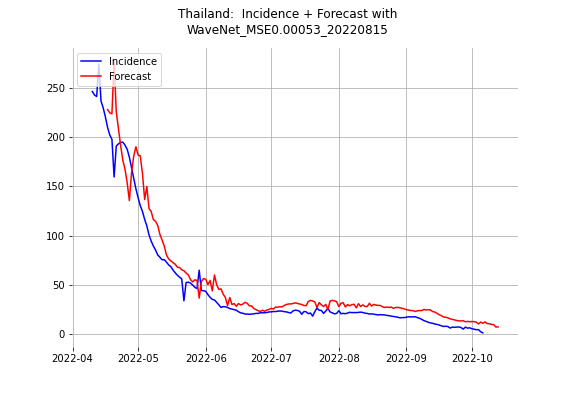 Thailand:  Incidence + Forecast with
WaveNet_MSE0.00053_20220815
Incidence
Forecast
250
200
150
100
50
0
2022-04 2022-05 2022-06 2022-07 2022-08 2022-09 2022-10